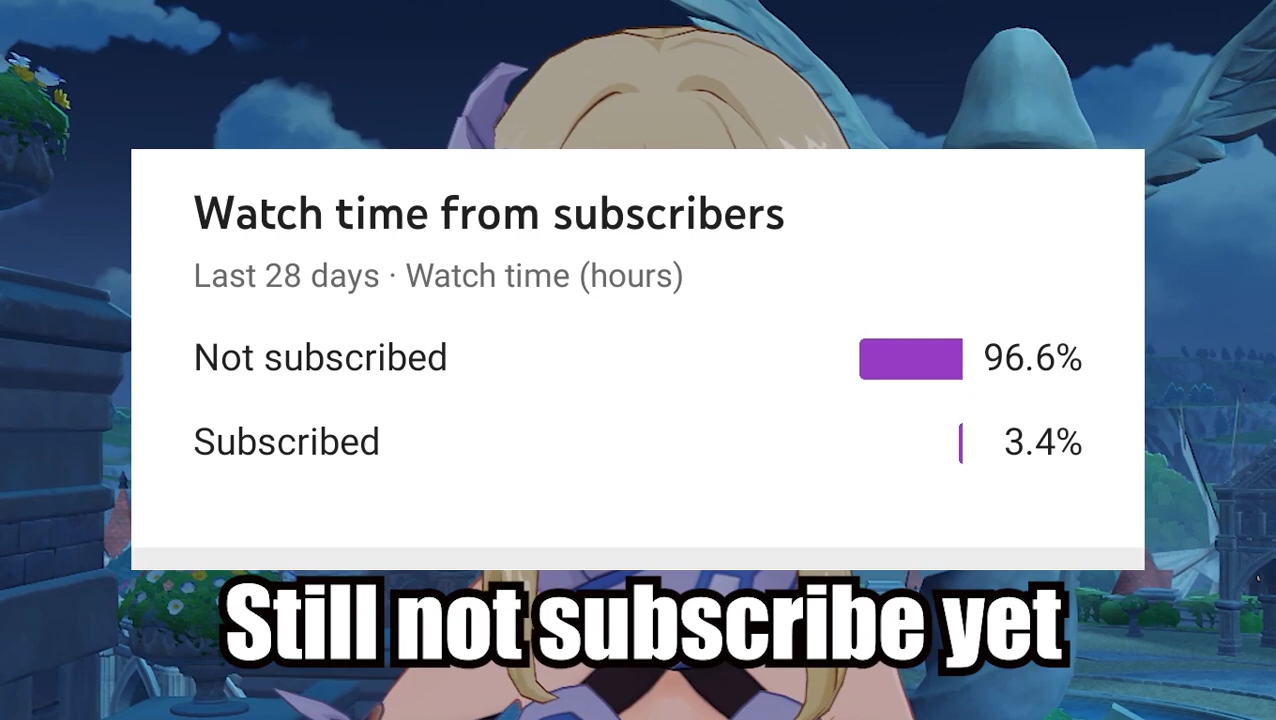 Watch time from subscribers
Last 28 days · Watch time (hours)
Not subscribed 96.6%
Subscribed 3.4%
Still not subscribe yet